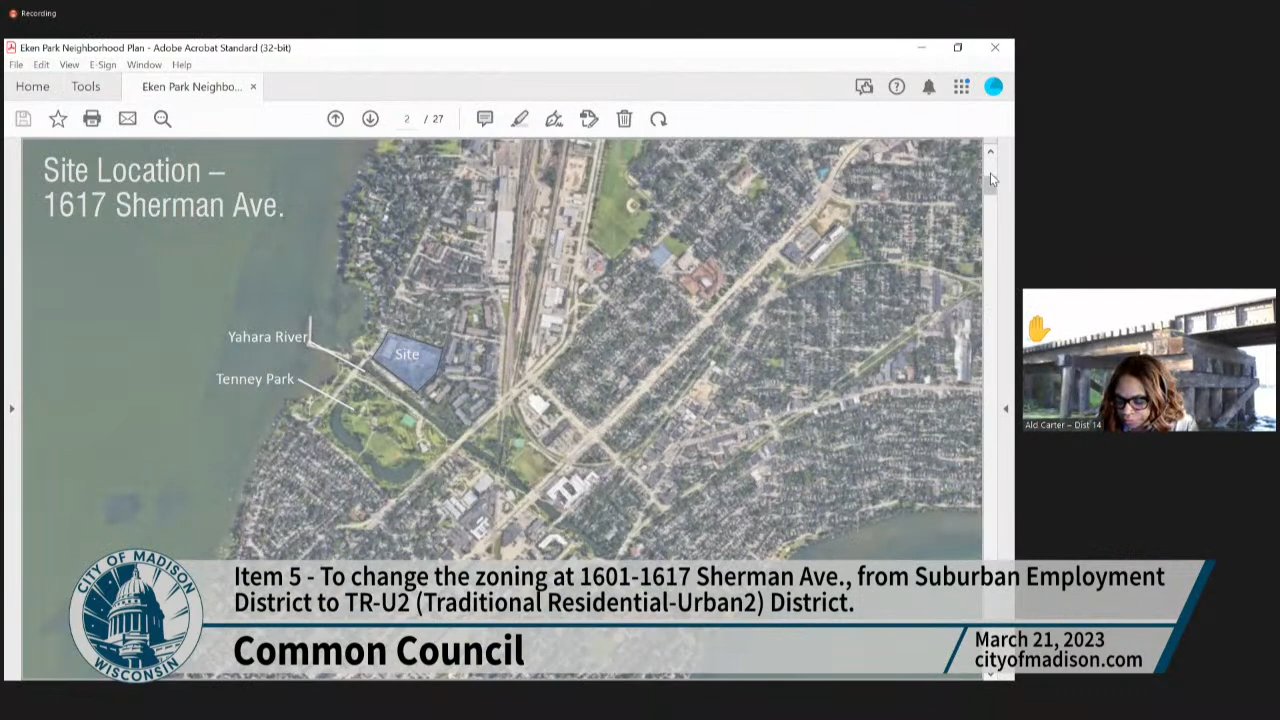 Recording
Eken Park Neighborhood Plan - Adobe Acrobat Standard (32-bit)
File Edit View E-Sign Window Help
Home Tools Eken Park Neighbo... ×
2 / 27
Site Location –
1617 Sherman Ave.
Yahara River
Site
Tenney Park
Ald Carter – Dist 14
CITY OF MADISON
WISCONSIN
Item 5 - To change the zoning at 1601-1617 Sherman Ave., from Suburban Employment
District to TR-U2 (Traditional Residential-Urban2) District.
Common Council
March 21, 2023
cityofmadison.com